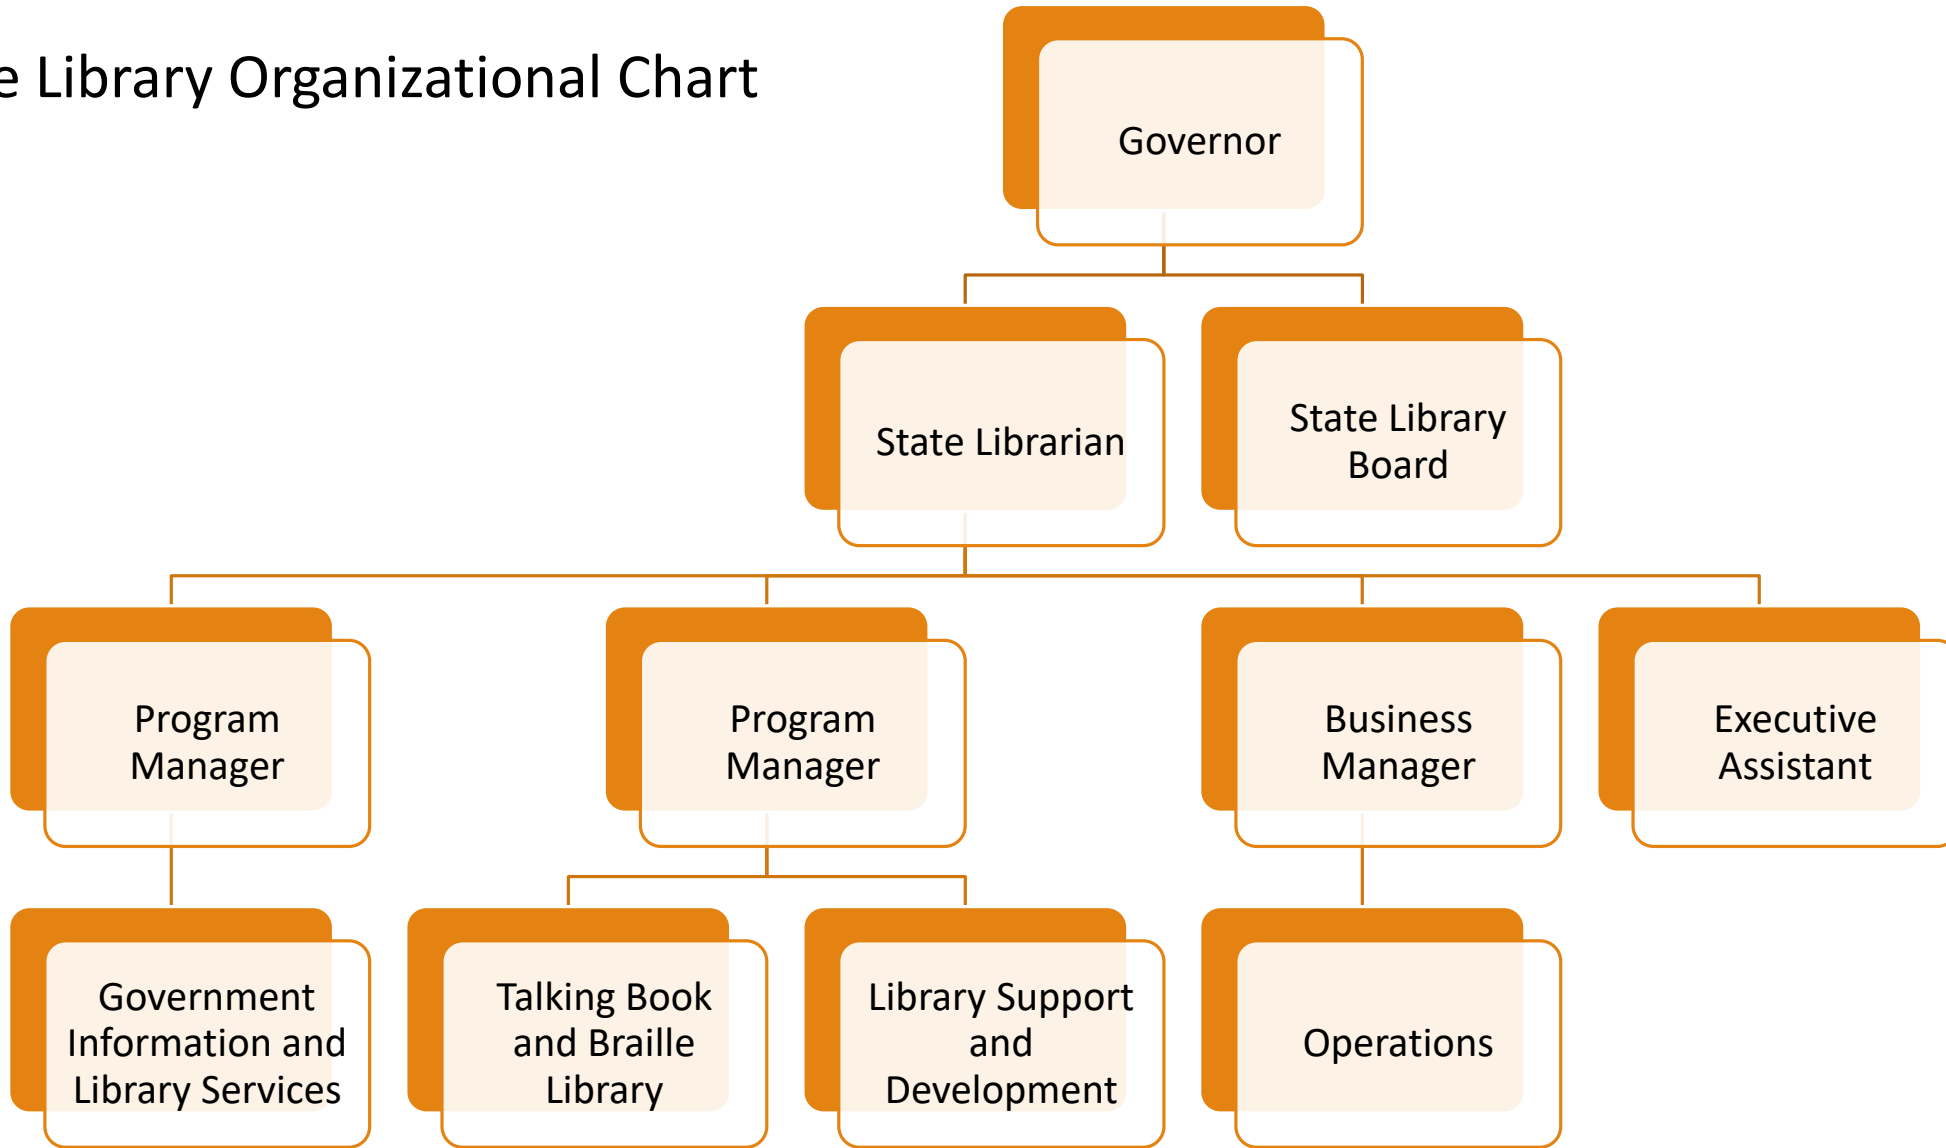 Library Organizational Chart
Governor
State Librarian
State Library
Board
Program
Manager
Program
Manager
Business
Manager
Executive
Assistant
Government
Information and
Library Services
Talking Book
and Braille
Library
Library Support
and
Development
Operations